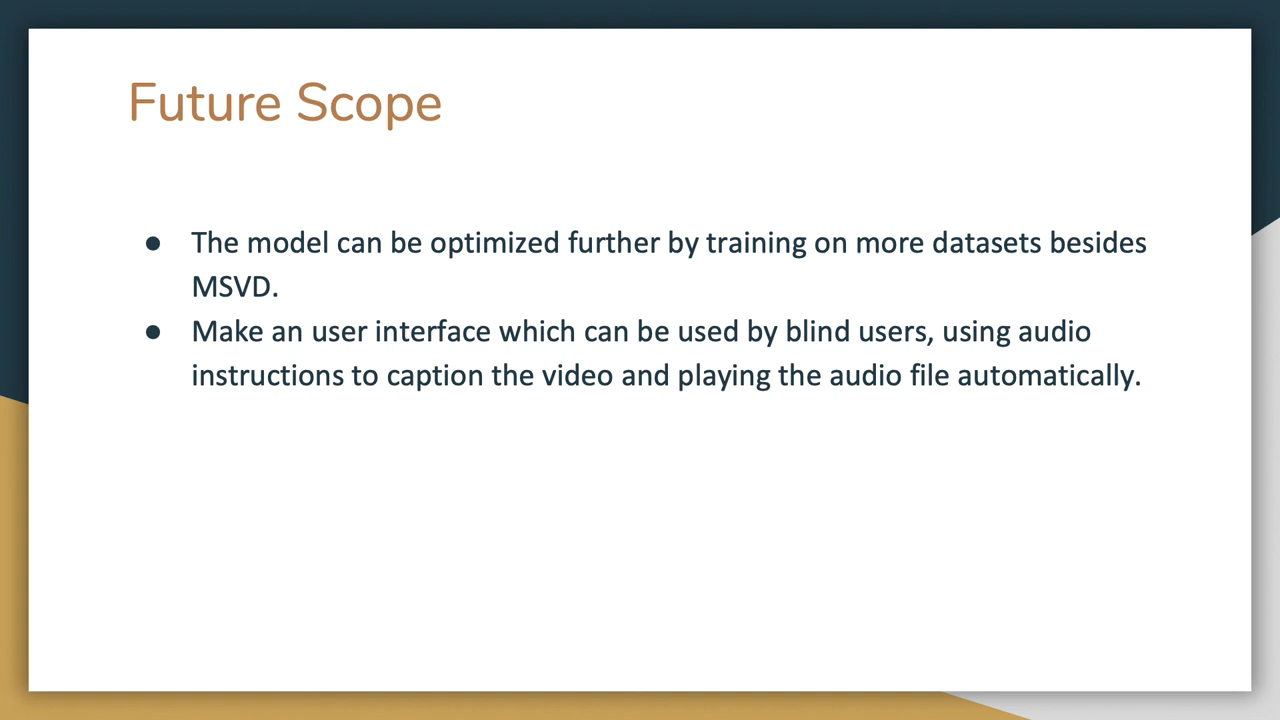 Future Scope
● The model can be optimized further by training on more datasets besides
MSVD.
● Make an user interface which can be used by blind users, using audio
instructions to caption the video and playing the audio file automatically.